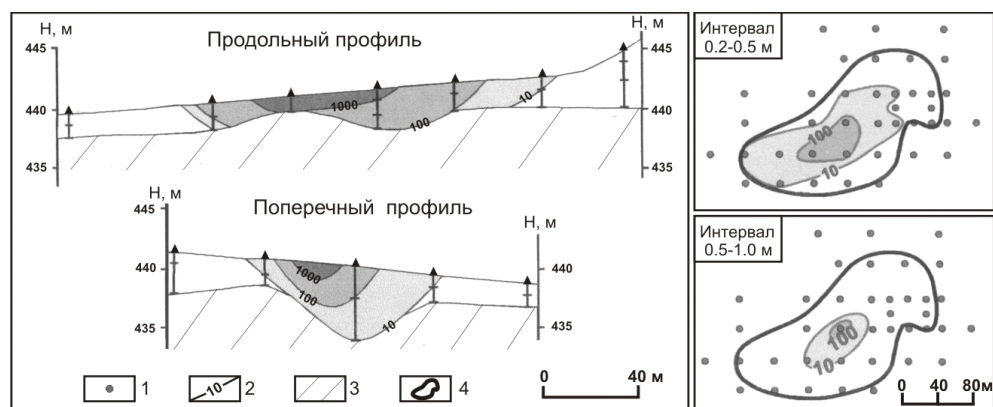 Н, м
445
440
435
Продольный профиль
1000
100
10
Н, м
445
440
435
Н, м
445
440
435
Поперечный профиль
1000
100
10
Н, м
440
435
1
10
2
3
4
0 40 м
Интервал
0.2-0.5 м
100
10
Интервал
0.5-1.0 м
100
10
0 40 80м